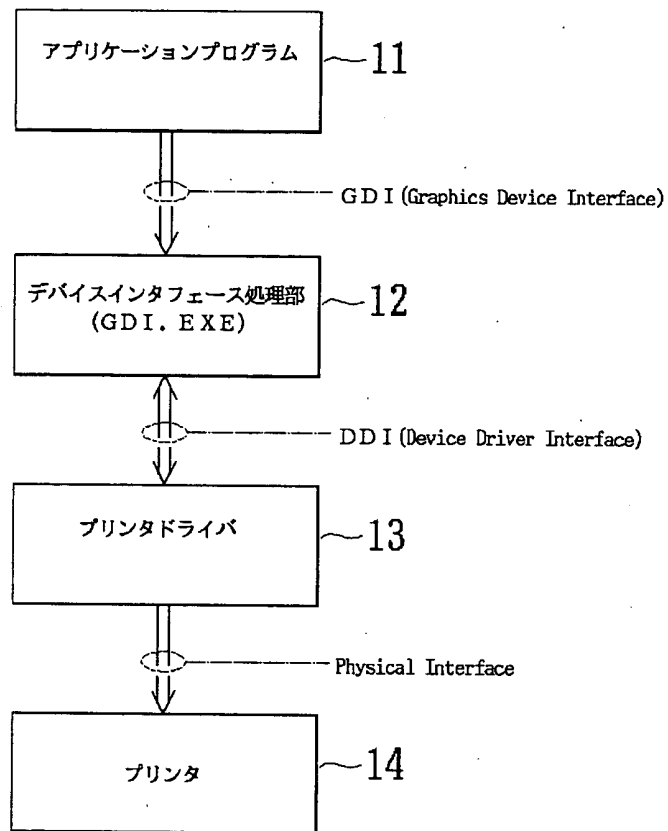 アプリケーションプログラム
11
GDI(Graphics Device Interface)
デバイスインタフェース処理部
(GDI.EXE)
12
DDI(Device Driver Interface)
プリンタドライバ
13
Physical Interface
プリンタ
14